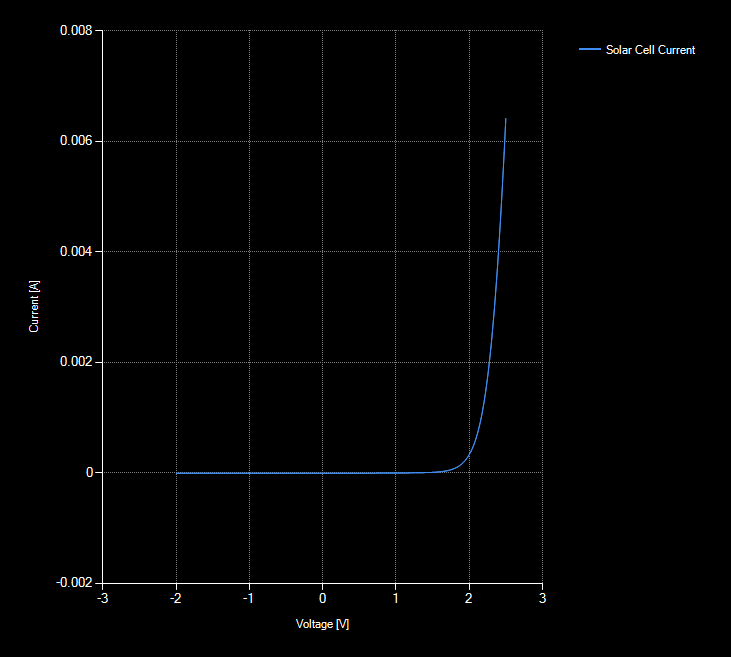 0.008
Solar Cell Current
0.006
0.004
Current [A]
0.002
0
-0.002
-3 -2 -1 0 1 2 3
Voltage [V]